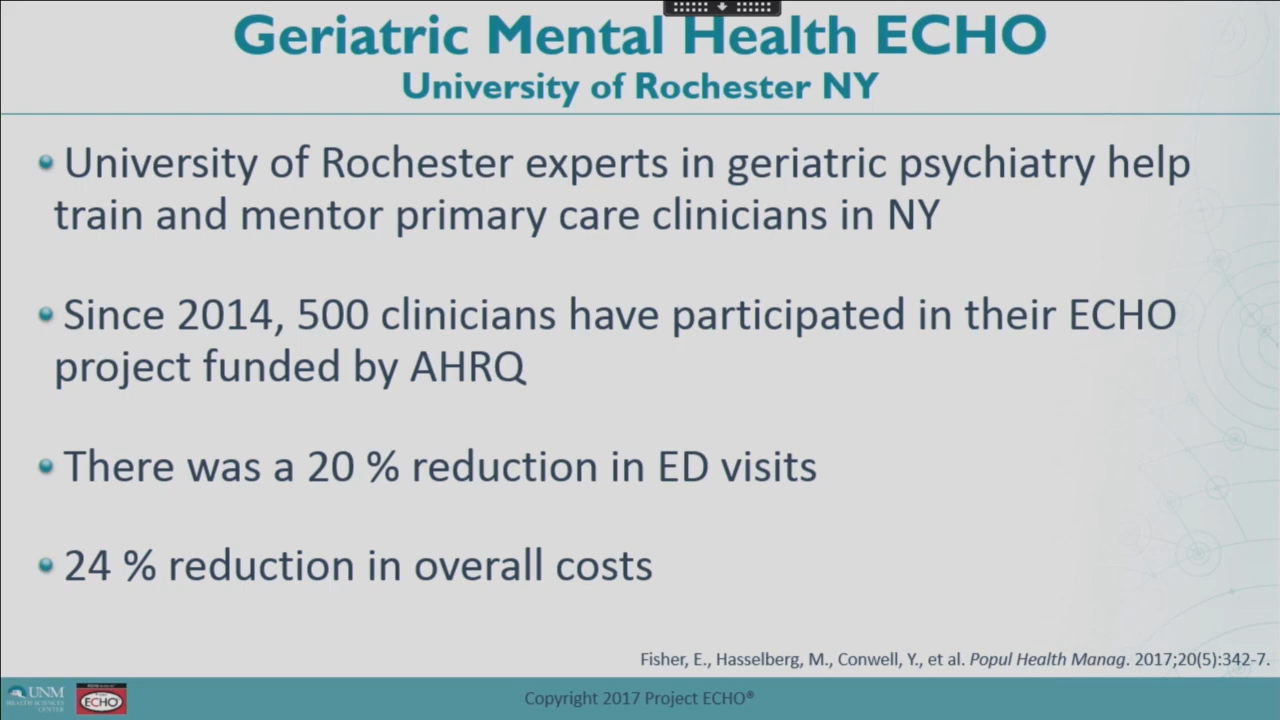 Geriatric Mental Health ECHO
University of Rochester NY
University of Rochester experts in geriatric psychiatry help
train and mentor primary care clinicians in NY
Since 2014, 500 clinicians have participated in their ECHO
project funded by AHRQ
There was a 20 % reduction in ED visits
24 % reduction in overall costs
Fisher, E., Hasselberg, M., Conwell, Y., et al. Popul Health Manag. 2017;20(5):342-7.
UNM
HEALTH SCIENCES
CENTER
ECHO
Copyright 2017 Project ECHO®